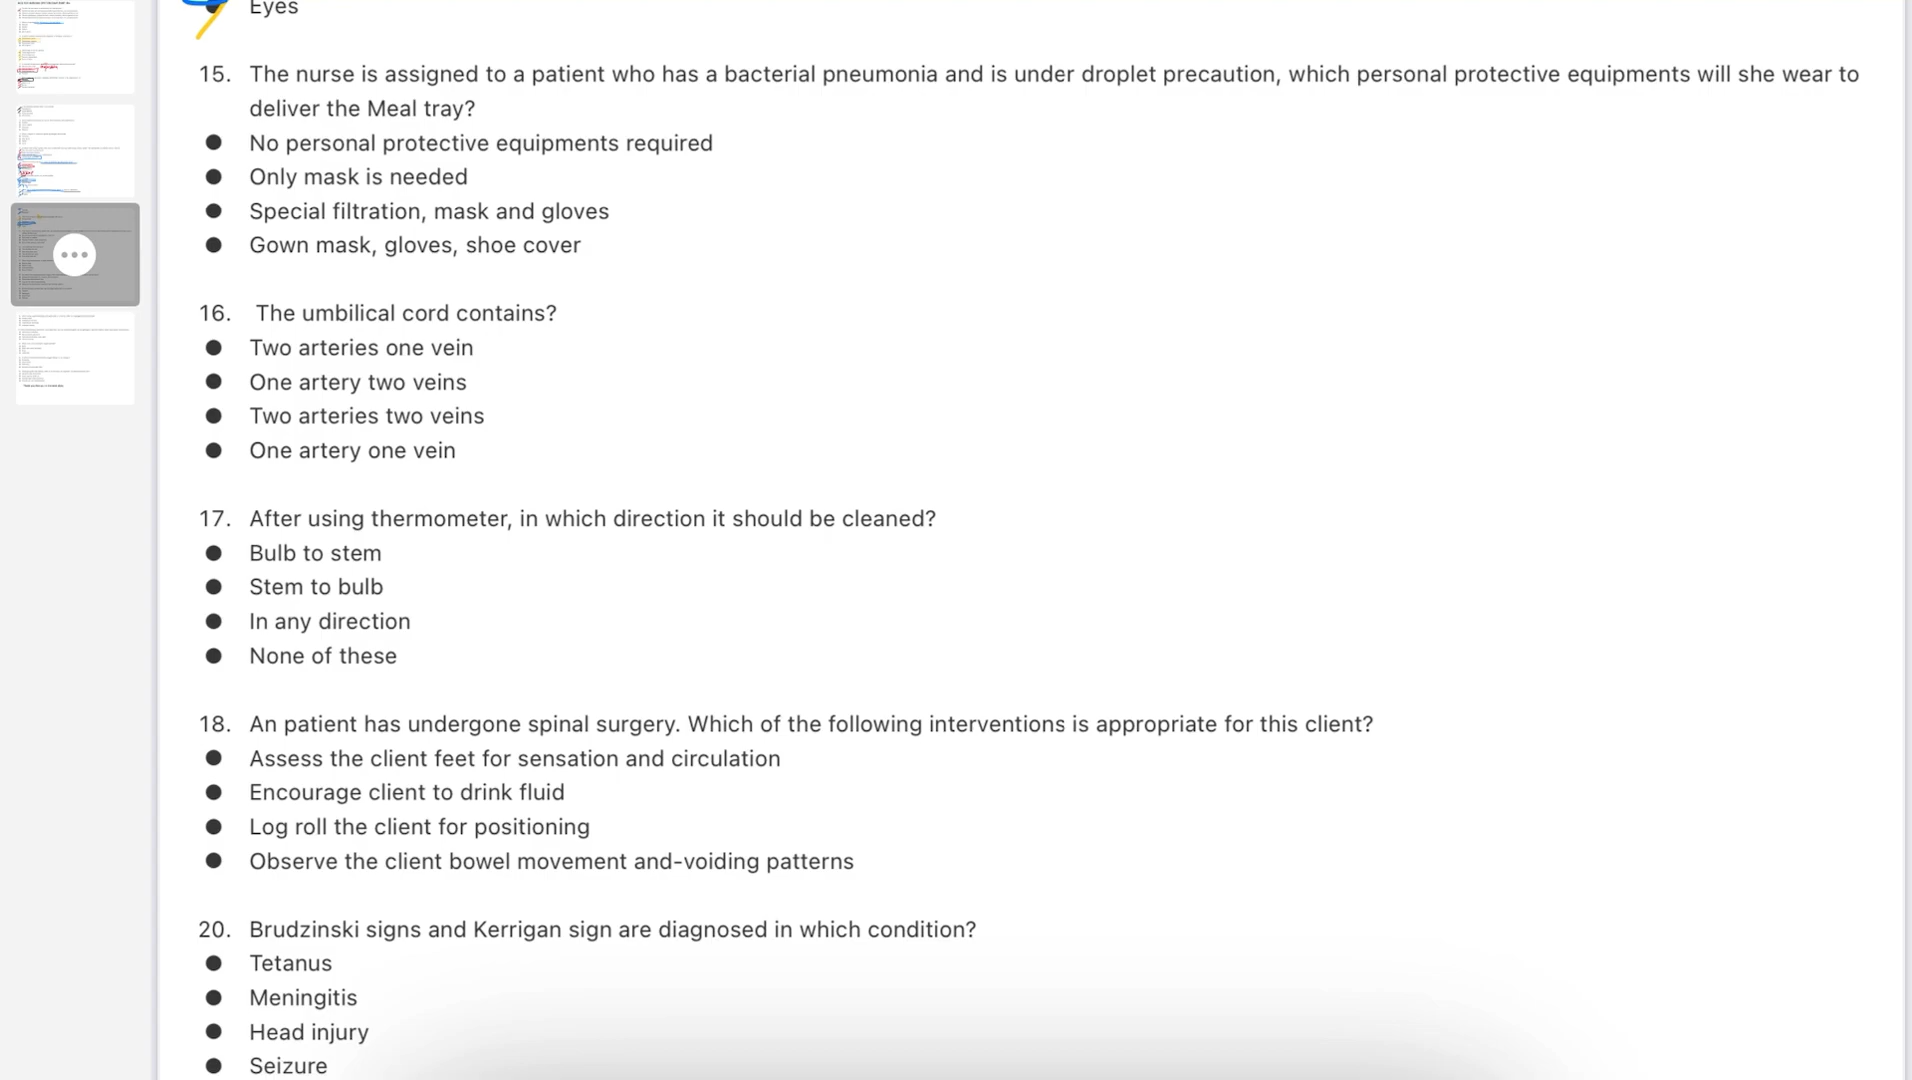 Eyes
15. The nurse is assigned to a patient who has a bacterial pneumonia and is under droplet precaution, which personal protective equipments will she wear to
deliver the Meal tray?
● No personal protective equipments required
● Only mask is needed
● Special filtration, mask and gloves
● Gown mask, gloves, shoe cover
16. The umbilical cord contains?
● Two arteries one vein
● One artery two veins
● Two arteries two veins
● One artery one vein
17. After using thermometer, in which direction it should be cleaned?
● Bulb to stem
● Stem to bulb
● In any direction
● None of these
18. An patient has undergone spinal surgery. Which of the following interventions is appropriate for this client?
● Assess the client feet for sensation and circulation
● Encourage client to drink fluid
● Log roll the client for positioning
● Observe the client bowel movement and-voiding patterns
20. Brudzinski signs and Kerrigan sign are diagnosed in which condition?
● Tetanus
● Meningitis
● Head injury
● Seizure